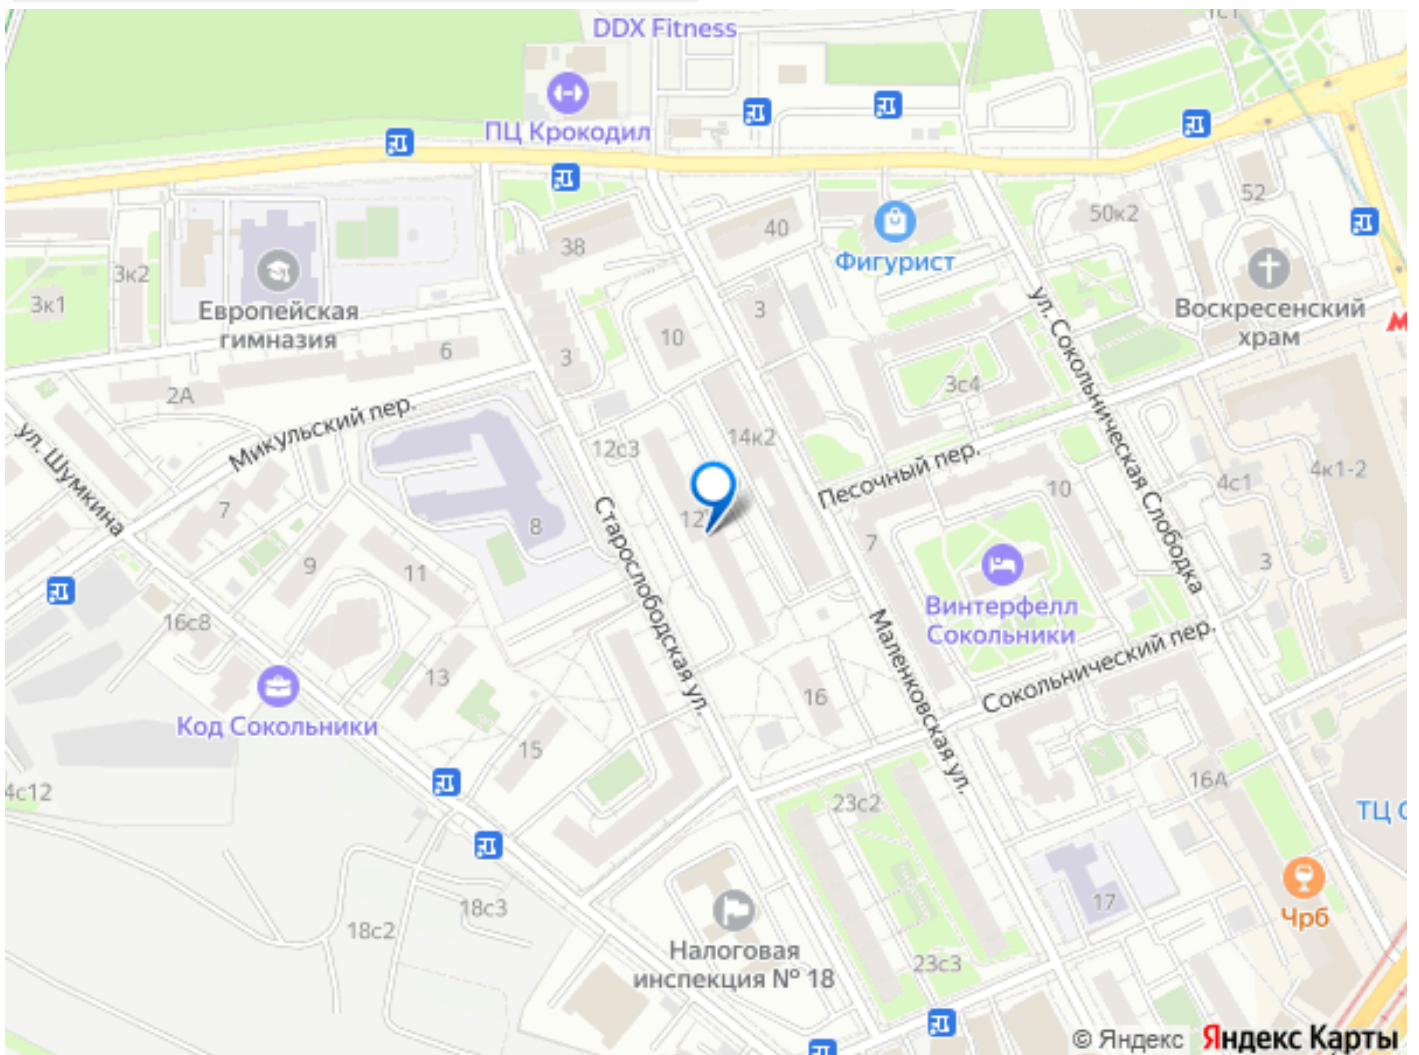 1с1
DDX Fitness
ПЦ Крокодил
52
50к2
40
38
Фигурист
3к2
3к1
Европейская
гимназия
Воскресенский
храм
ул. Сокольническая Слободка
3
10
6
3
2А
3с4
Микульский пер.
ул. Шумкина
12с3
14к2
Песочный пер.
4к1-2
4с1
10
7
8
12
7
3
9
11
Старослободская ул.
Винтерфелл
Сокольники
16с8
Маленковская ул.
Сокольнический пер.
13
16
Код Сокольники
15
16А
4с12
23с2
ТЦ С
17
Чрб
18с3
18с2
Налоговая
инспекция № 18
23с3
© Яндекс Яндекс Карты